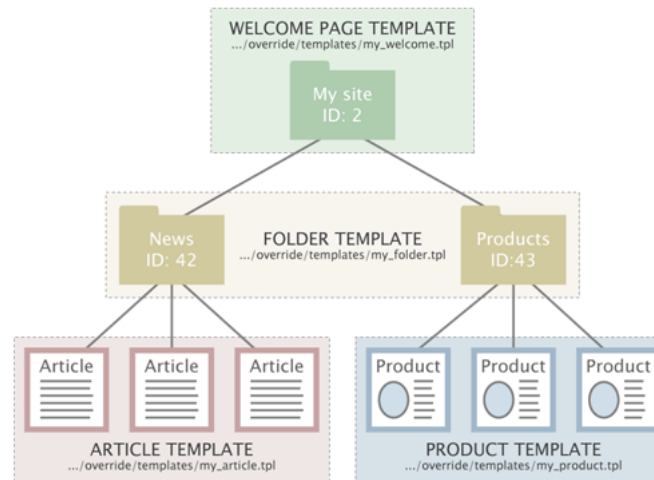 WELCOME PAGE TEMPLATE
.../override/templates/my_welcome.tpl
My site
ID: 2
News
ID: 42
FOLDER TEMPLATE
.../override/templates/my_folder.tpl
Products
ID:43
Article
Article
Article
ARTICLE TEMPLATE
.../override/templates/my_article.tpl
Product
Product
Product
PRODUCT TEMPLATE
.../override/templates/my_product.tpl